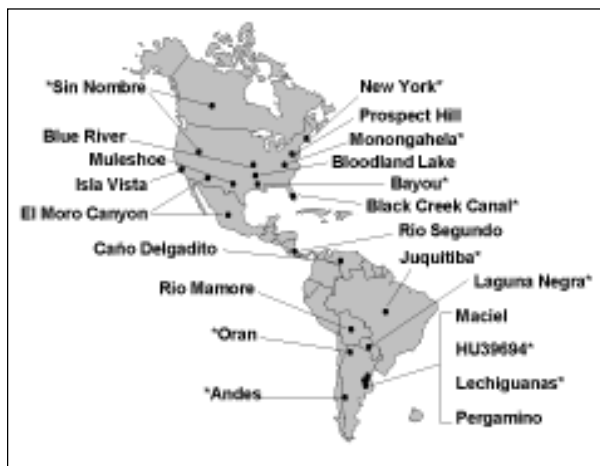 *Sin Nombre
New York*
Prospect Hill
Blue River
Monongahela*
Muleshoe
Bloodland Lake
Isla Vista
Bayou*
El Moro Canyon
Black Creek Canal*
Río Segundo
Caño Delgadito
Juquitiba*
Rio Mamore
Laguna Negra*
Maciel
*Oran
HU39694*
Lechiguanas*
*Andes
Pergamino